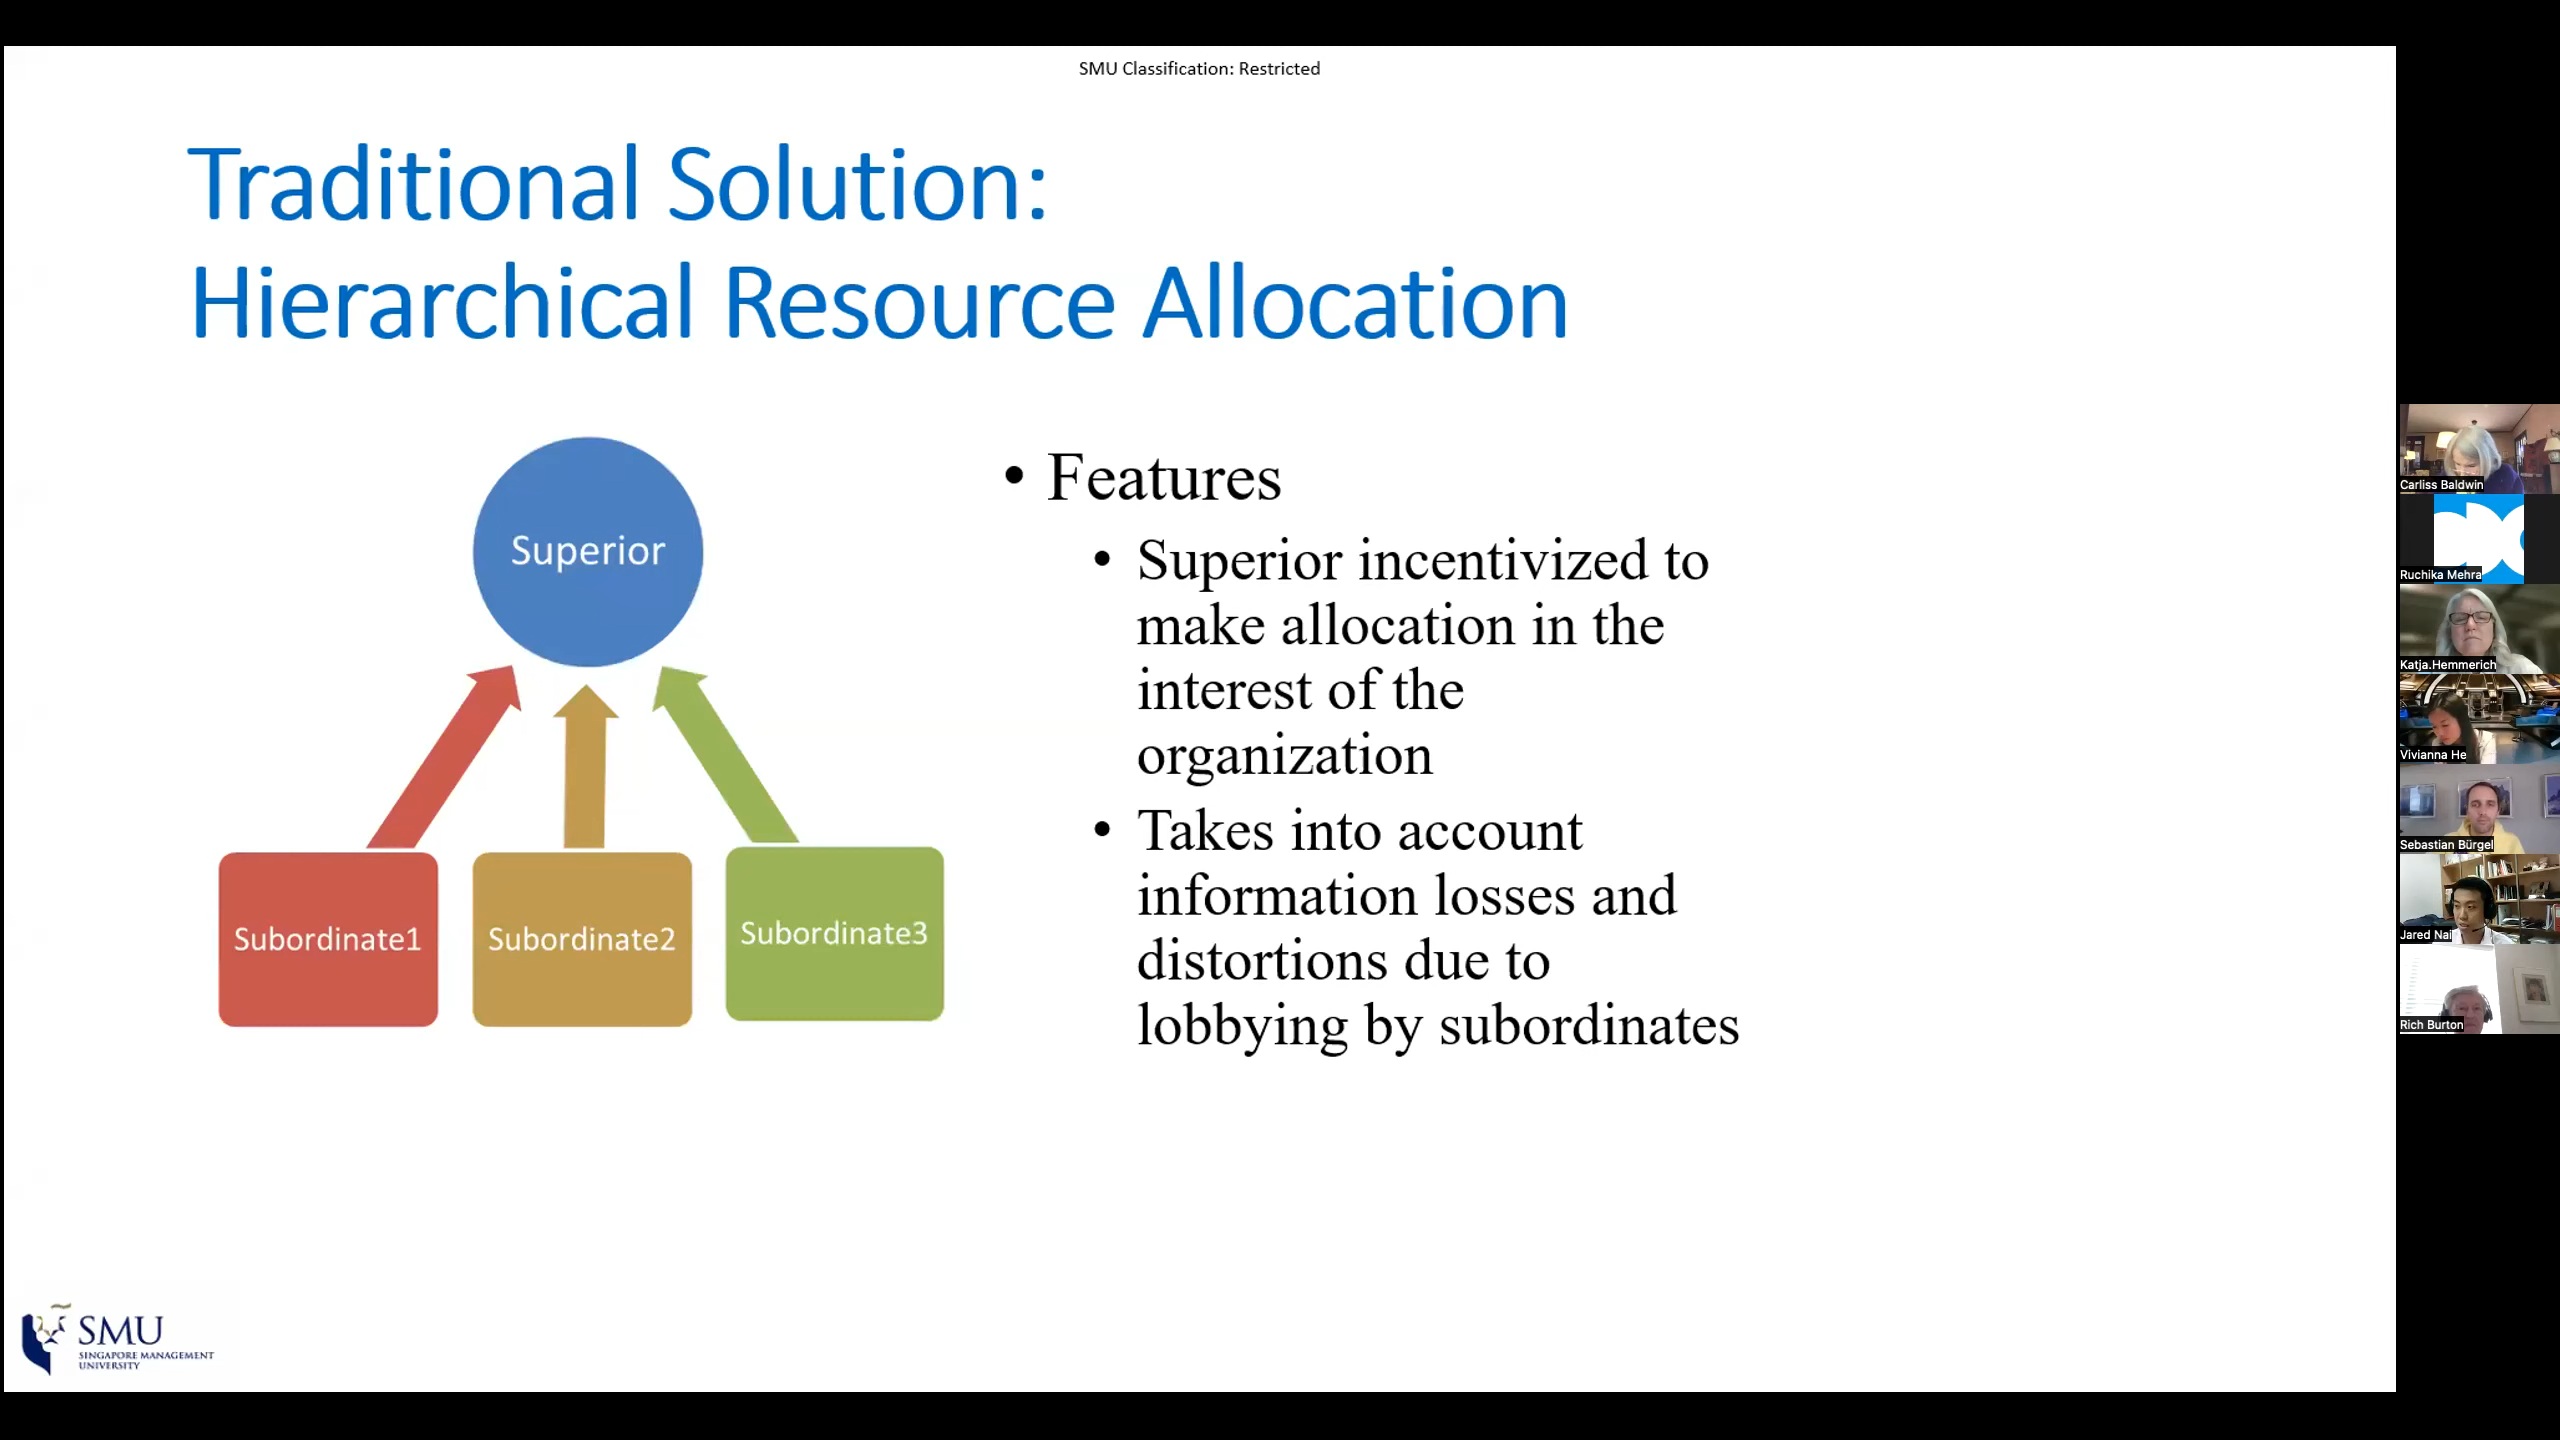 SMU Classification: Restricted
Traditional Solution:
Hierarchical Resource Allocation
Superior
Subordinate1
Subordinate2
Subordinate3
• Features
• Superior incentivized to
make allocation in the
interest of the
organization
• Takes into account
information losses and
distortions due to
lobbying by subordinates
SMU
SINGAPORE MANAGEMENT
UNIVERSITY
Carliss Baldwin
Ruchika Mehra
Katja.Hemmerich
Vivianna He
Sebastian Bürgel
Jared Nai
Rich Burton